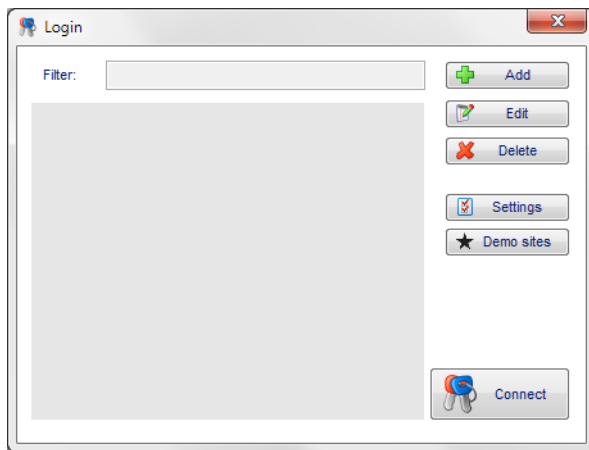 Login
Filter:
Add
Edit
Delete
Settings
Demo sites
Connect